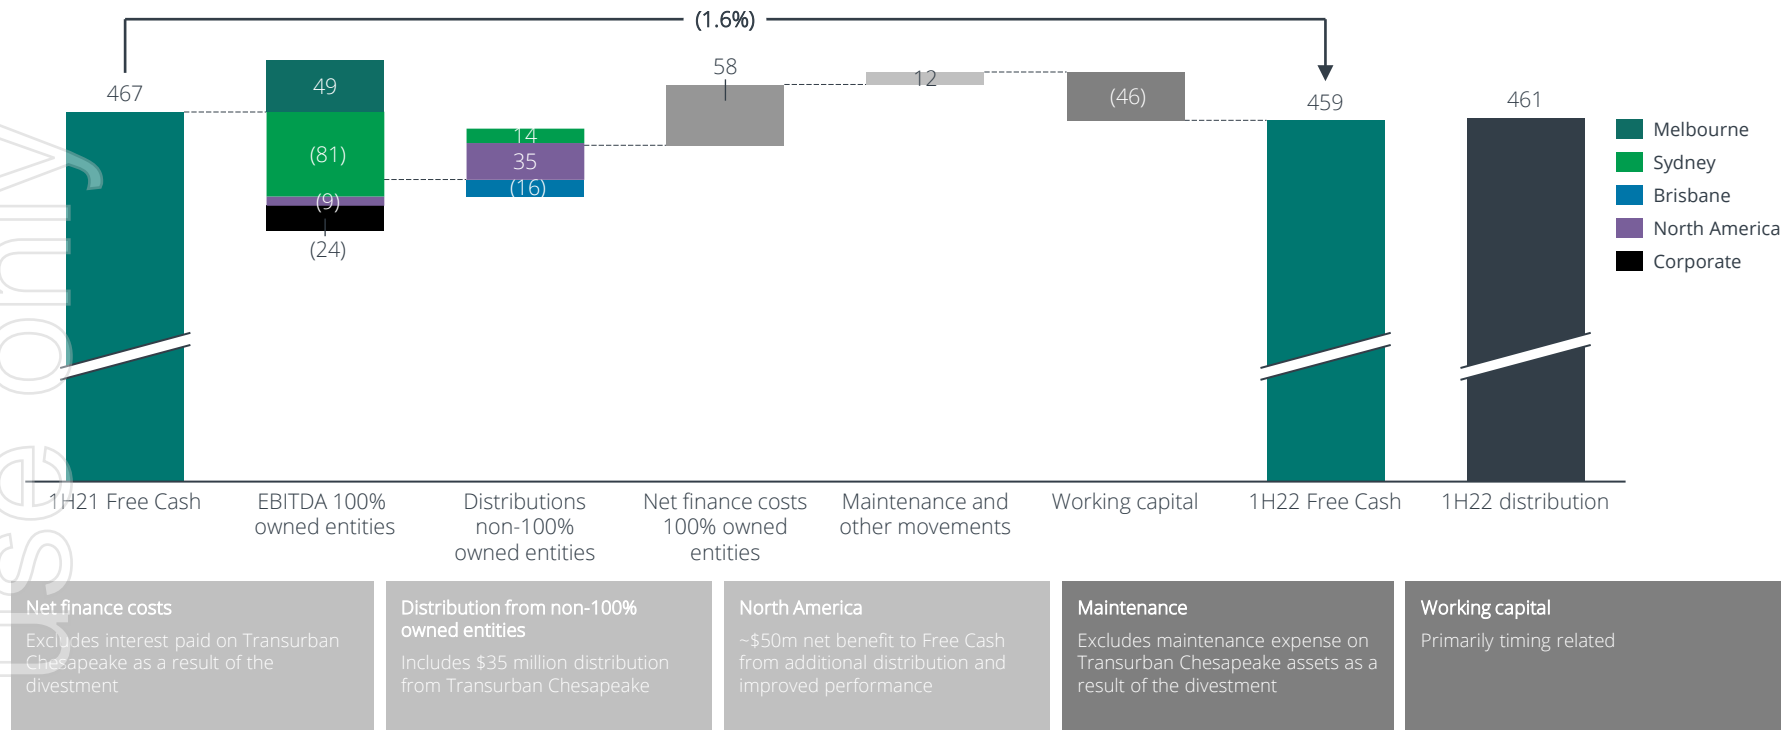 (1.6%)
467
49
(81)
(9)
(24)
14
35
(16)
58
12
(46)
459
461
Melbourne
Sydney
Brisbane
North America
Corporate
1H21 Free Cash
EBITDA 100%
owned entities
Distributions
non-100%
owned entities
Net finance costs
100% owned
entities
Maintenance and
other movements
Working capital
1H22 Free Cash
1H22 distribution
Net finance costs
Excludes interest paid on Transurban
Chesapeake as a result of the
divestment
Distribution from non-100%
owned entities
Includes $35 million distribution
from Transurban Chesapeake
North America
~$50m net benefit to Free Cash
from additional distribution and
improved performance
Maintenance
Excludes maintenance expense on
Transurban Chesapeake assets as a
result of the divestment
Working capital
Primarily timing related
use only